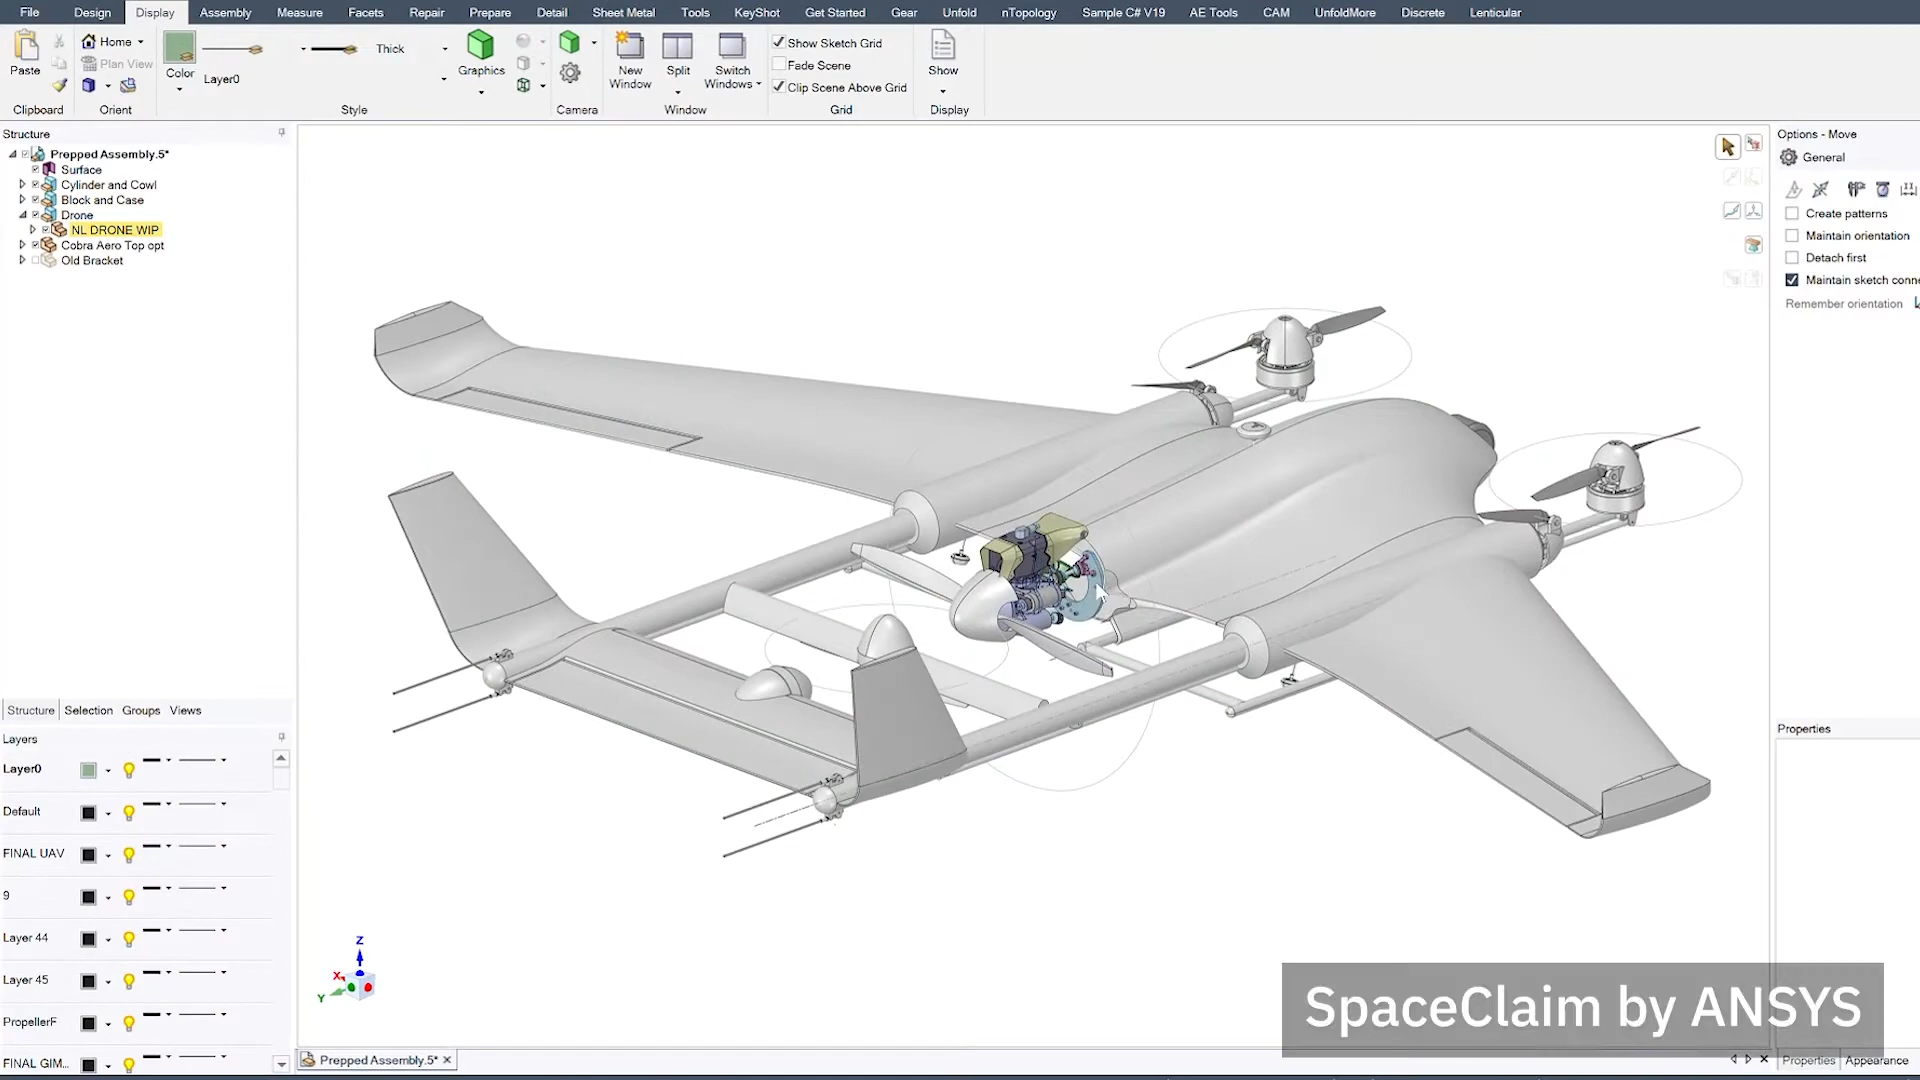 File Design Display Assembly Measure Facets Repair Prepare Detail Sheet Metal Tools KeyShot Get Started Gear Unfold nTopology Sample C# V19 AE Tools CAM UnfoldMore Discrete Lenticular
Paste
Clipboard
Home
Plan View
Orient
Color
Layer0
Thick
Style
Graphics
Camera
New Window
Split
Switch Windows
Window
Show Sketch Grid
Fade Scene
Clip Scene Above Grid
Grid
Show
Display
Structure
Prepped Assembly.5*
Surface
Cylinder and Cowl
Block and Case
Drone
NL DRONE WIP
Cobra Aero Top opt
Old Bracket
Structure Selection Groups Views
Layers
Layer0
Default
FINAL UAV
9
Layer 44
Layer 45
PropellerF
FINAL GIM...
Z
X
Y
Prepped Assembly.5*
Options - Move
General
Create patterns
Maintain orientation
Detach first
Maintain sketch conne
Remember orientation
Properties
SpaceClaim by ANSYS
Properties Appearance